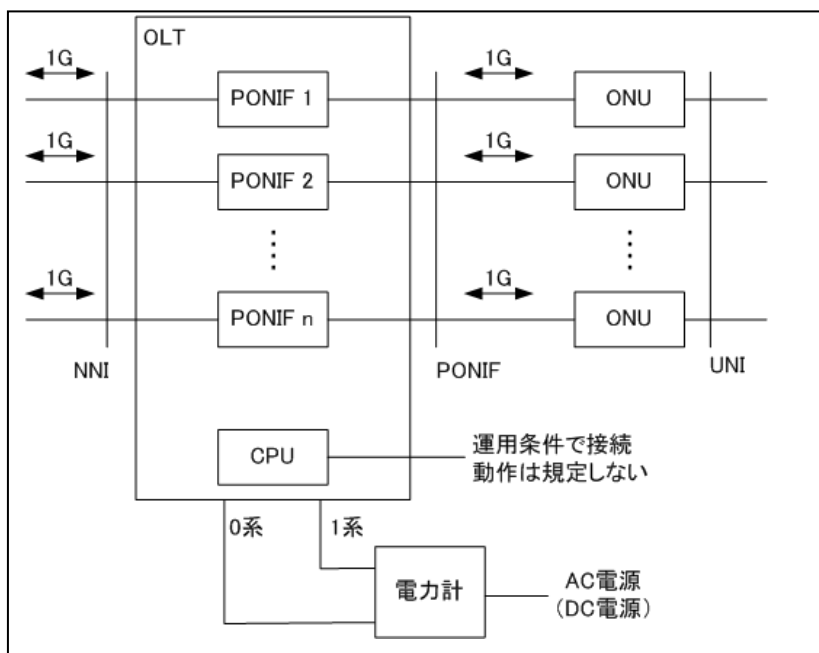 OLT
1G
1G
PONIF 1
ONU
1G
1G
PONIF 2
ONU
1G
1G
PONIF n
ONU
NNI
PONIF
UNI
CPU
運用条件で接続
動作は規定しない
0系
1系
電力計
AC電源
(DC電源)